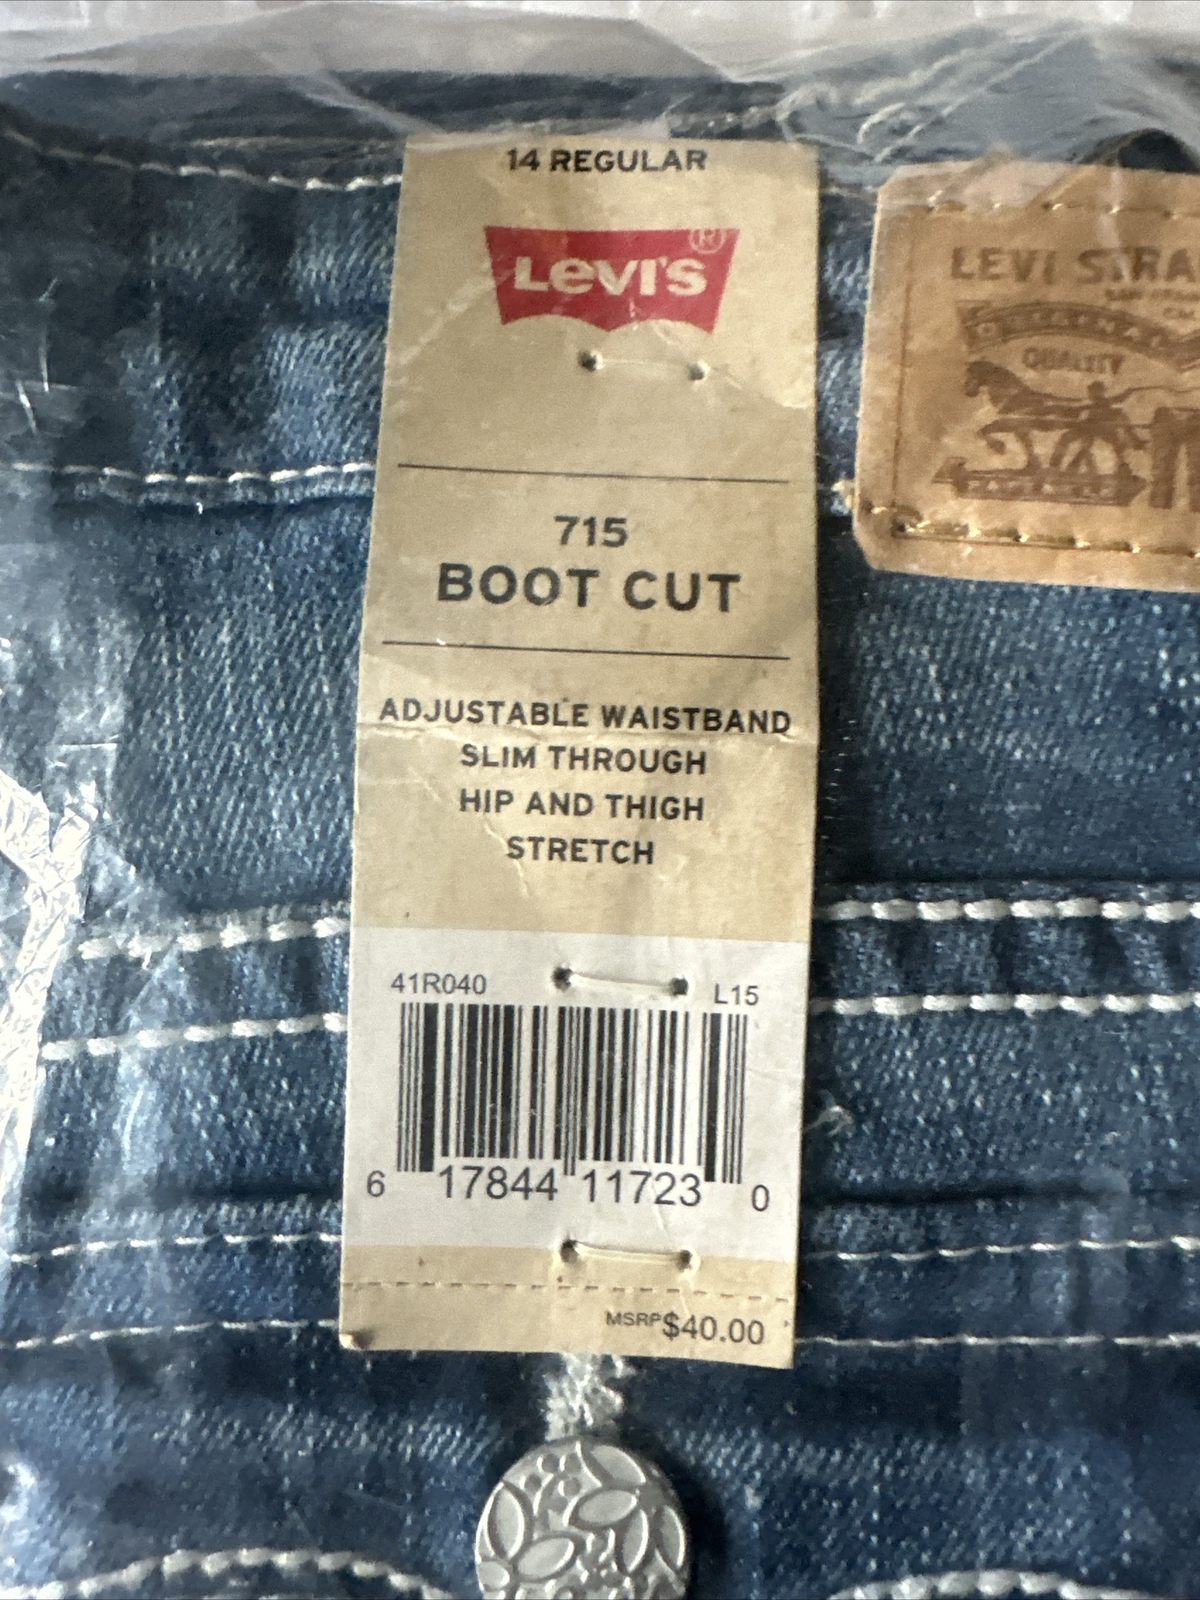 14 REGULAR
LEVI'S
®
715
BOOT CUT
ADJUSTABLE WAISTBAND
SLIM THROUGH
HIP AND THIGH
STRETCH
41R040
L15
6 17844 11723 0
MSRP$40.00
LEVI STRA
QUALITY